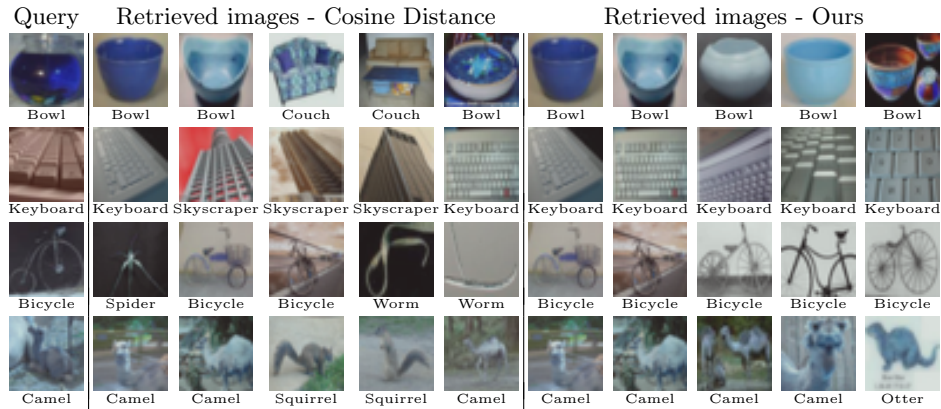 Query Retrieved images - Cosine Distance Retrieved images - Ours
Bowl Bowl Bowl Couch Couch Bowl Bowl Bowl Bowl Bowl Bowl
Keyboard Keyboard Skyscraper Skyscraper Skyscraper Keyboard Keyboard Keyboard Keyboard Keyboard Keyboard
Bicycle Spider Bicycle Bicycle Worm Worm Bicycle Bicycle Bicycle Bicycle Bicycle
Camel Camel Camel Squirrel Squirrel Camel Camel Camel Camel Camel Otter